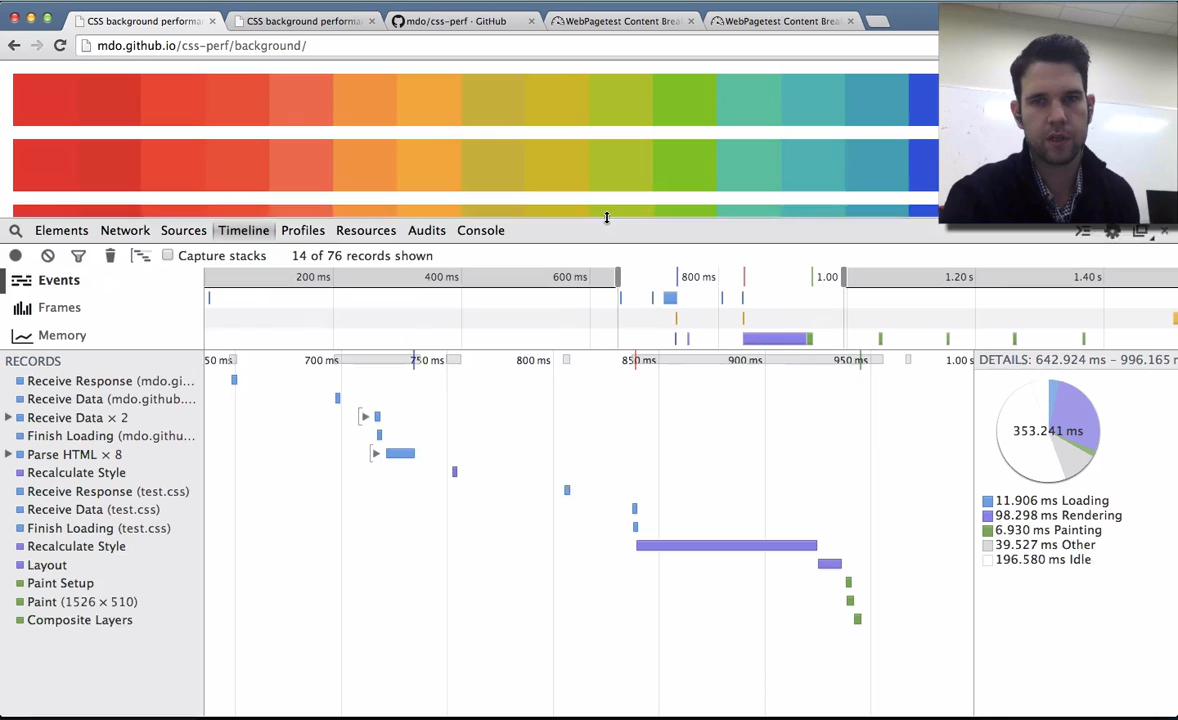 CSS background performa
CSS background performan
mdo/css-perf · GitHub
WebPagetest Content Brea
WebPagetest Content Brea
mdo.github.io/css-perf/background/
Elements Network Sources Timeline Profiles Resources Audits Console
Capture stacks 14 of 76 records shown
Events
Frames
Memory
200 ms 400 ms 600 ms 800 ms 1.00 1.20 s 1.40 s
RECORDS
50 ms 700 ms 750 ms 800 ms 850 ms 900 ms 950 ms 1.00 s
Receive Response (mdo.gi...
Receive Data (mdo.github....
Receive Data × 2
Finish Loading (mdo.githu...
Parse HTML × 8
Recalculate Style
Receive Response (test.css)
Receive Data (test.css)
Finish Loading (test.css)
Recalculate Style
Layout
Paint Setup
Paint (1526 × 510)
Composite Layers
DETAILS: 642.924 ms – 996.165 m
353.241 ms
11.906 ms Loading
98.298 ms Rendering
6.930 ms Painting
39.527 ms Other
196.580 ms Idle